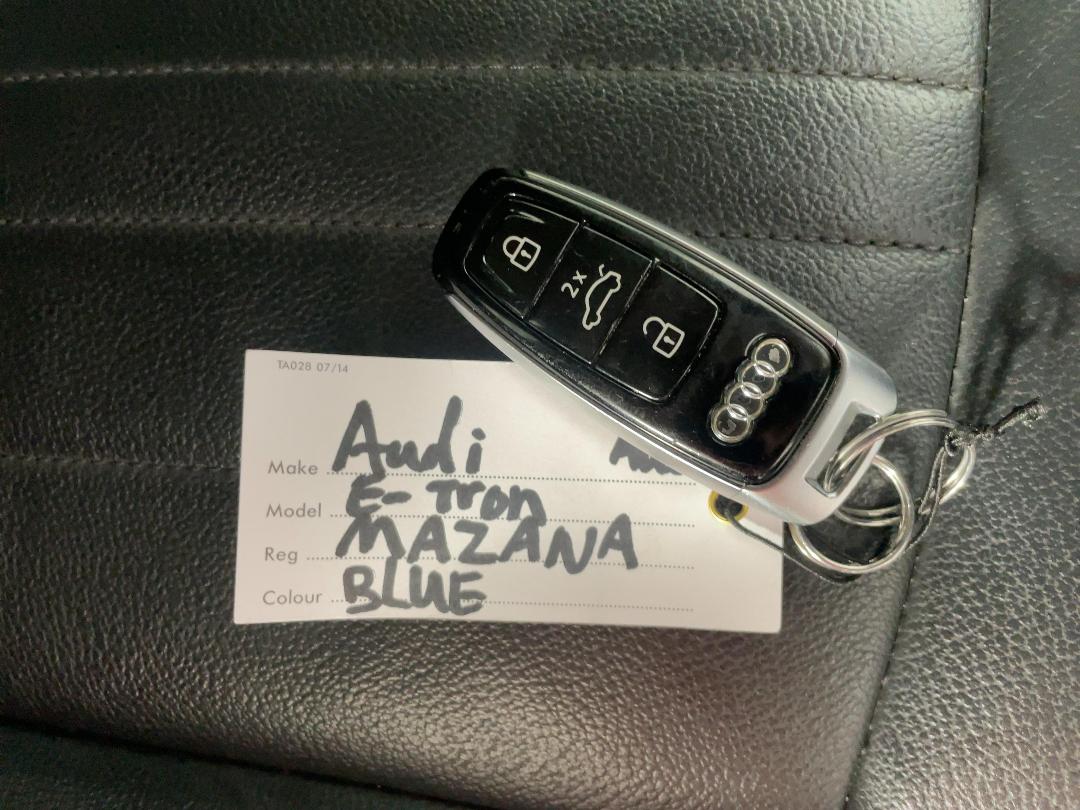 2x
TA028 07/14
Make Audi
Model E-Tron
Reg MAZANA
Colour BLUE